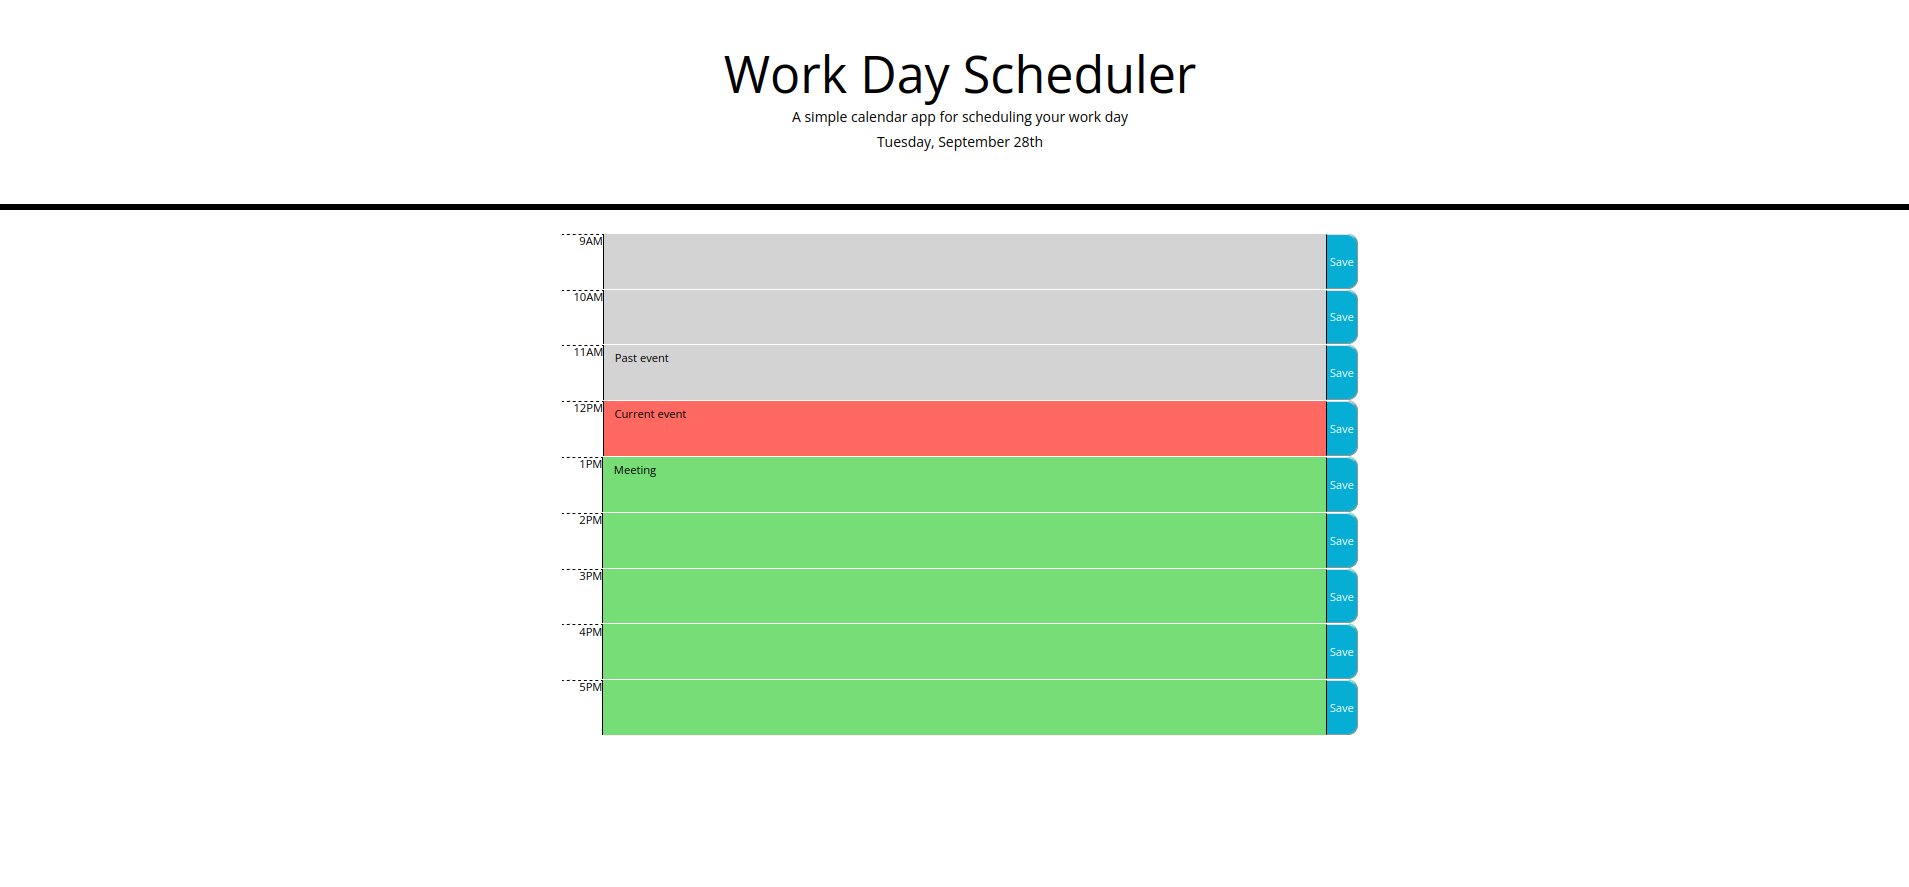 Work Day Scheduler
A simple calendar app for scheduling your work day
Tuesday, September 28th
9AM Save
10AM Save
11AM Past event Save
12PM Current event Save
1PM Meeting Save
2PM Save
3PM Save
4PM Save
5PM Save